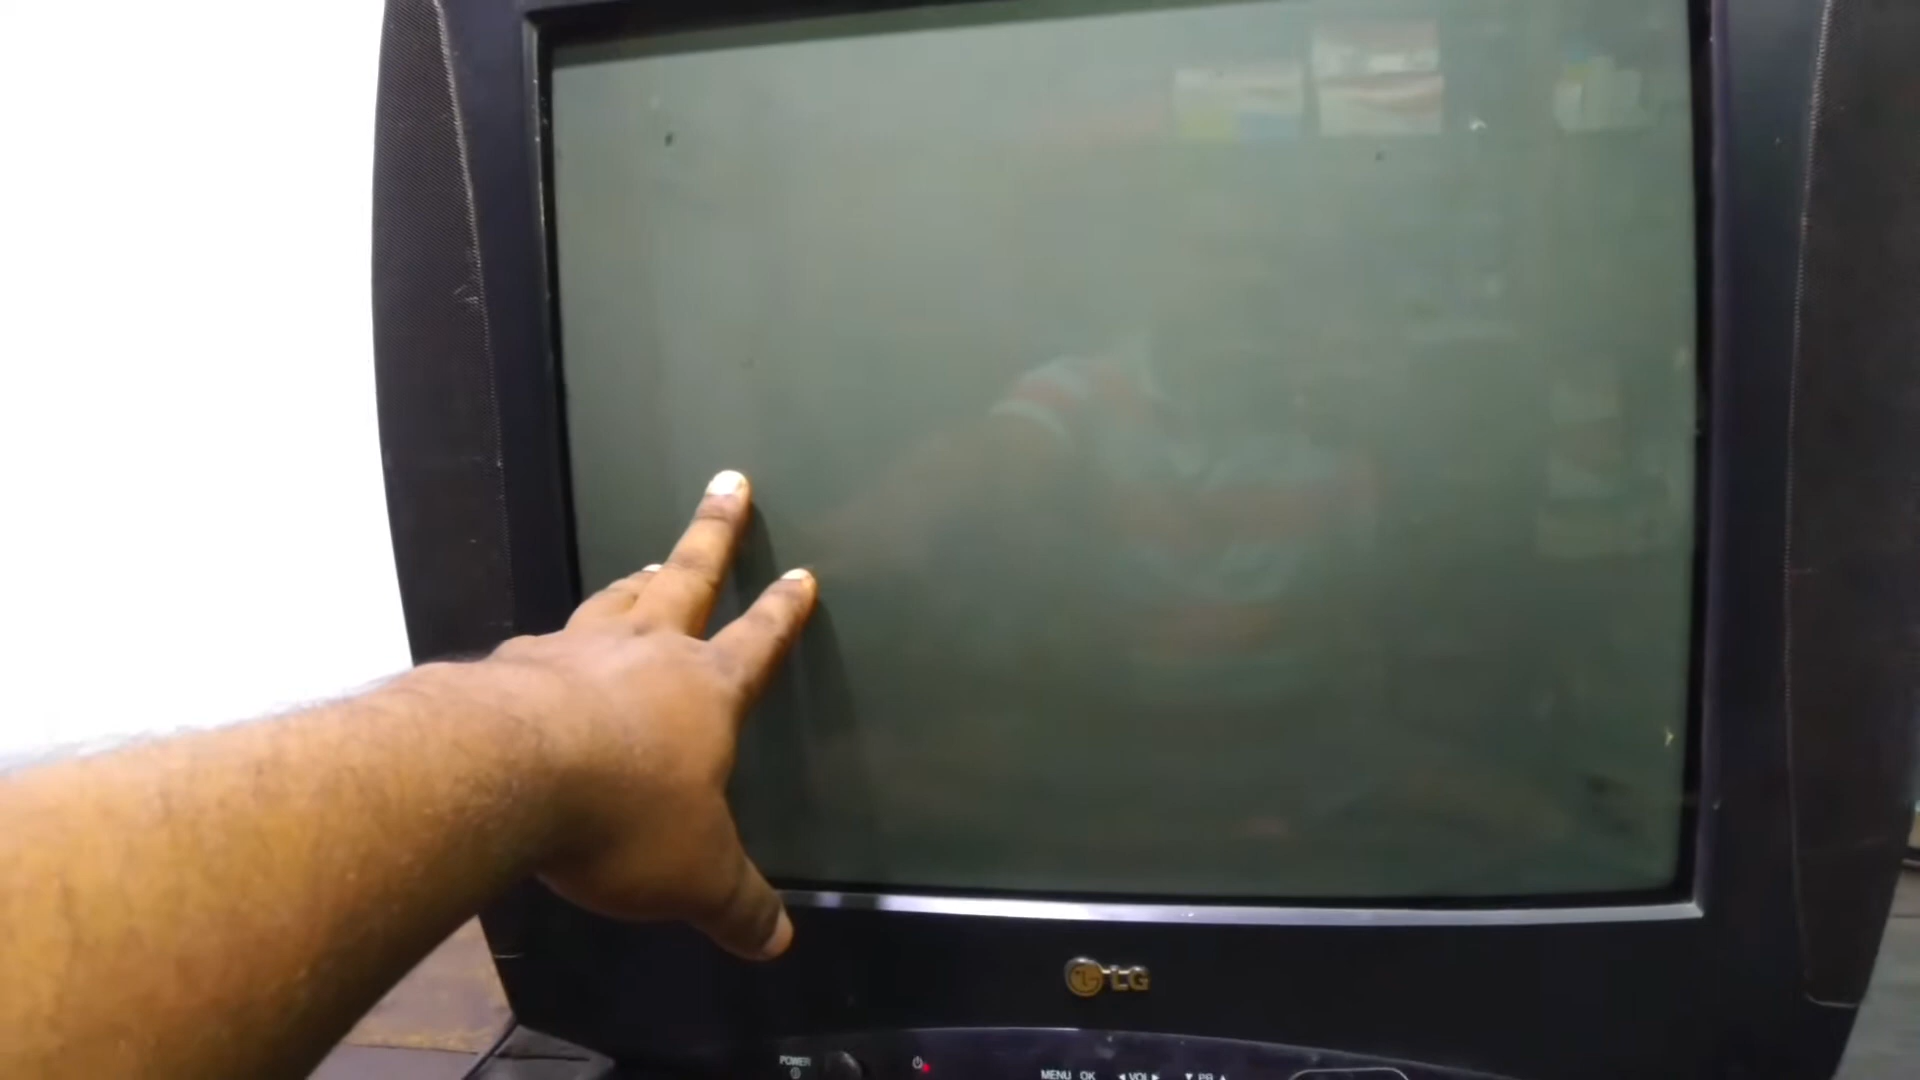 LG
POWER
MENU OK ◄ VOL ► ▼ PR ▲